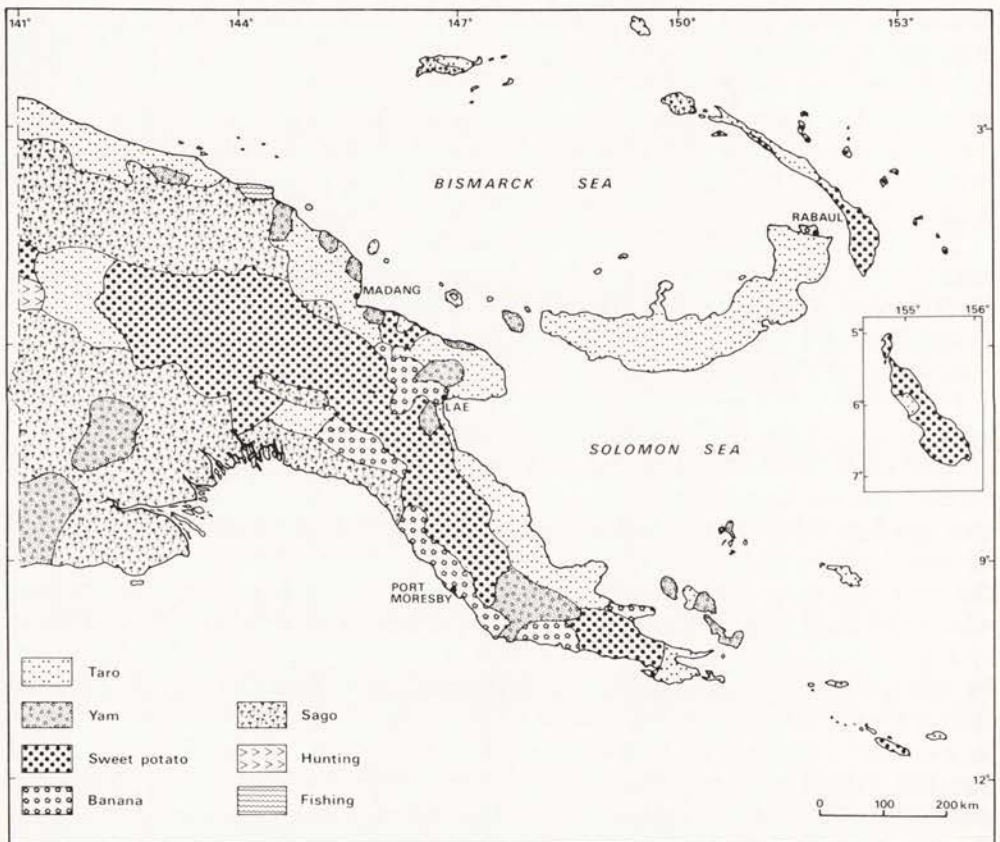 141° 144° 147° 150° 153°
3°
BISMARCK SEA
RABAUL
MADANG
155° 156°
5°
6°
7°
LAE
SOLOMON SEA
9°
PORT
MORESBY
Taro
Yam
Sweet potato
Banana
Sago
Hunting
Fishing
12°
0 100 200 km